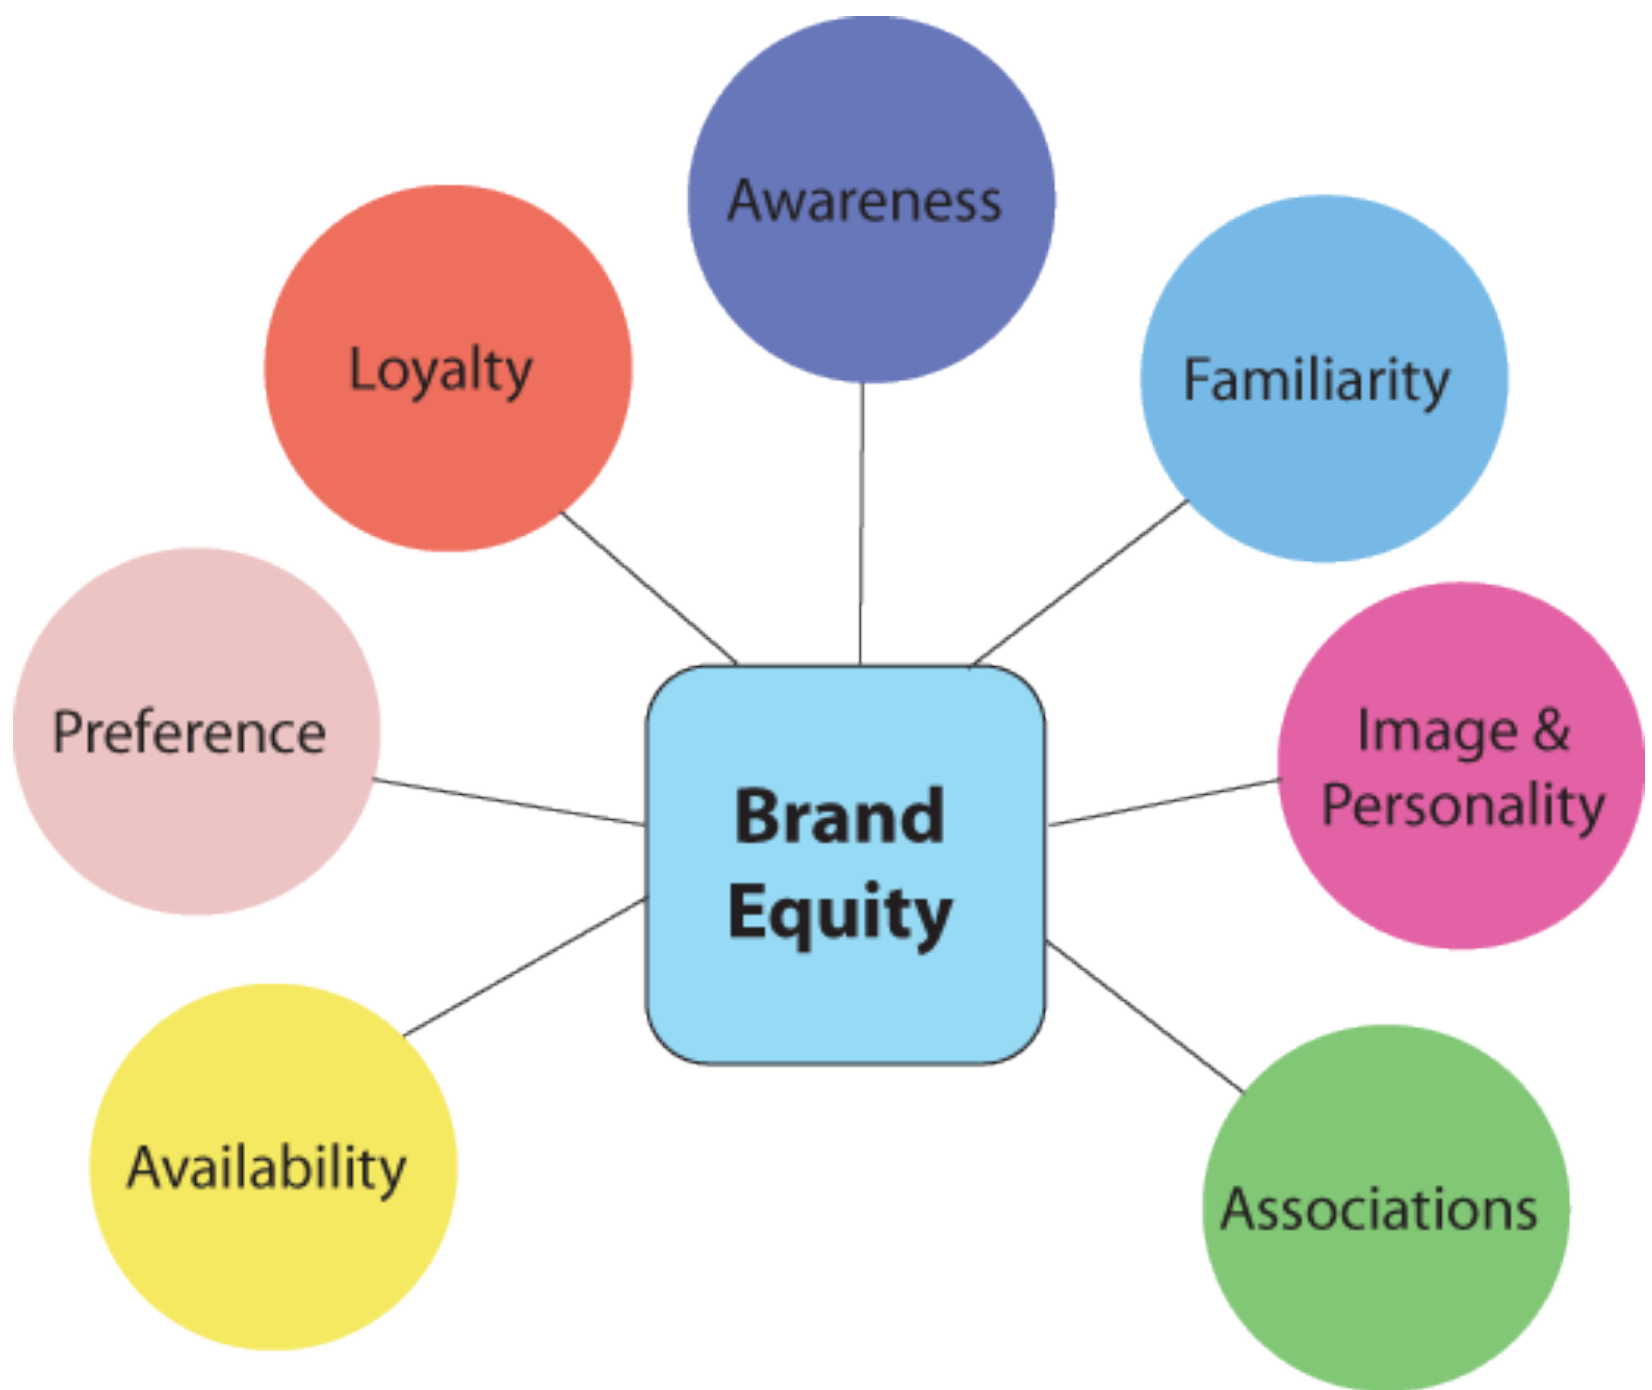 Awareness
Loyalty
Familiarity
Preference
Image &
Personality
Brand
Equity
Availability
Associations